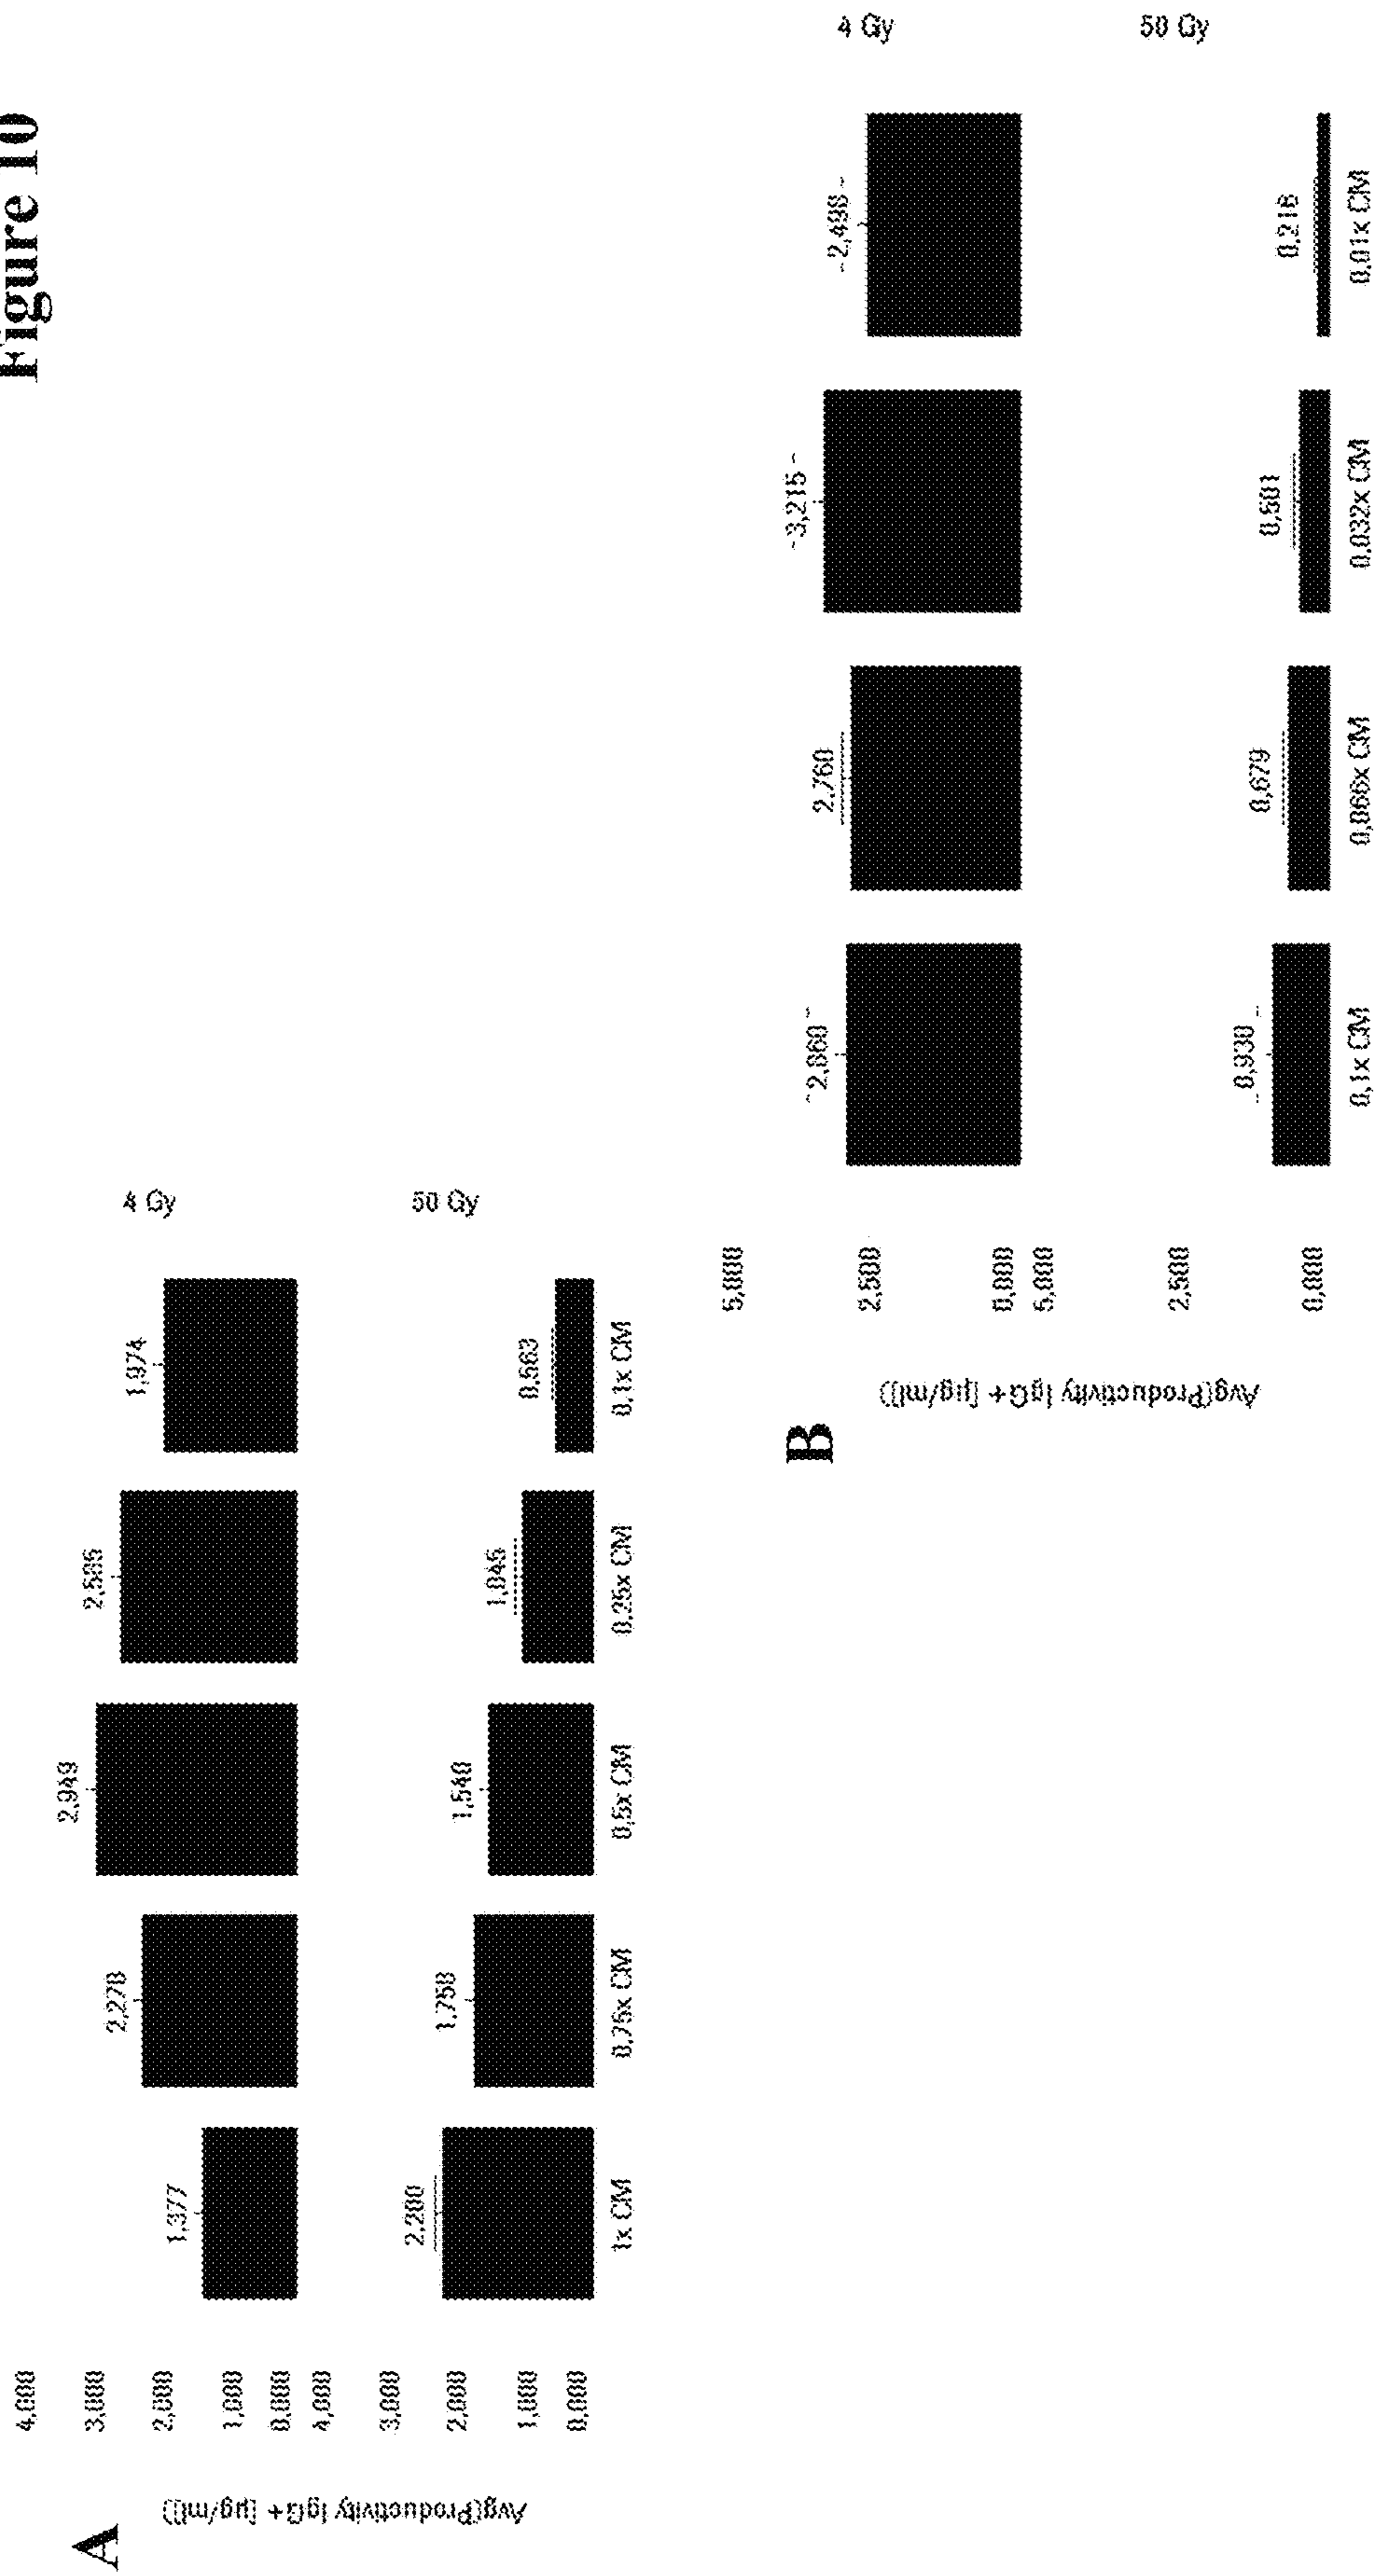 Figure 10
A
Avg(Productivity IgG+ [µg/ml])
4,000
3,000
2,000
1,000
0,000
4,000
3,000
2,000
1,000
0,000
1,377
2,278
2,949
2,585
1,974
4 Gy
2,200
1,758
1,540
1,045
0,563
50 Gy
1x CM
0,75x CM
0,5x CM
0,25x CM
0,1x CM
B
Avg(Productivity IgG+ [µg/ml])
5,000
2,500
0,000
5,000
2,500
0,000
2,860
2,760
3,215
2,498
4 Gy
0,930
0,679
0,501
0,216
50 Gy
0,1x CM
0,066x CM
0,032x CM
0,01x CM